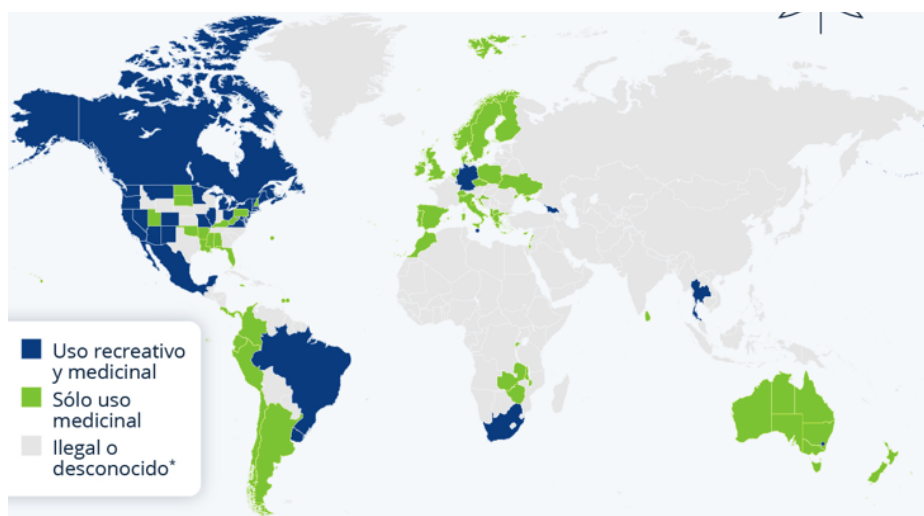 Uso recreativo
y medicinal
Sólo uso
medicinal
Ilegal o
desconocido*